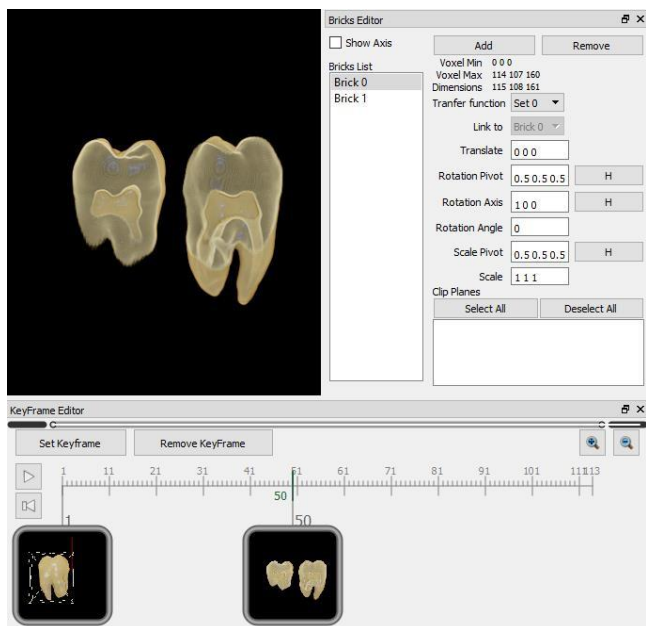 Bricks Editor
Show Axis
Add Remove
Bricks List
Voxel Min 0 0 0
Voxel Max 114 107 160
Dimensions 115 108 161
Brick 0
Brick 1
Tranfer function Set 0
Link to Brick 0
Translate 0 0 0
Rotation Pivot 0.5 0.5 0.5 H
Rotation Axis 1 0 0 H
Rotation Angle 0
Scale Pivot 0.5 0.5 0.5 H
Scale 1 1 1
Clip Planes
Select All Deselect All
KeyFrame Editor
Set Keyframe Remove KeyFrame
1 11 21 31 41 51 61 71 81 91 101 111 113
50
1 50